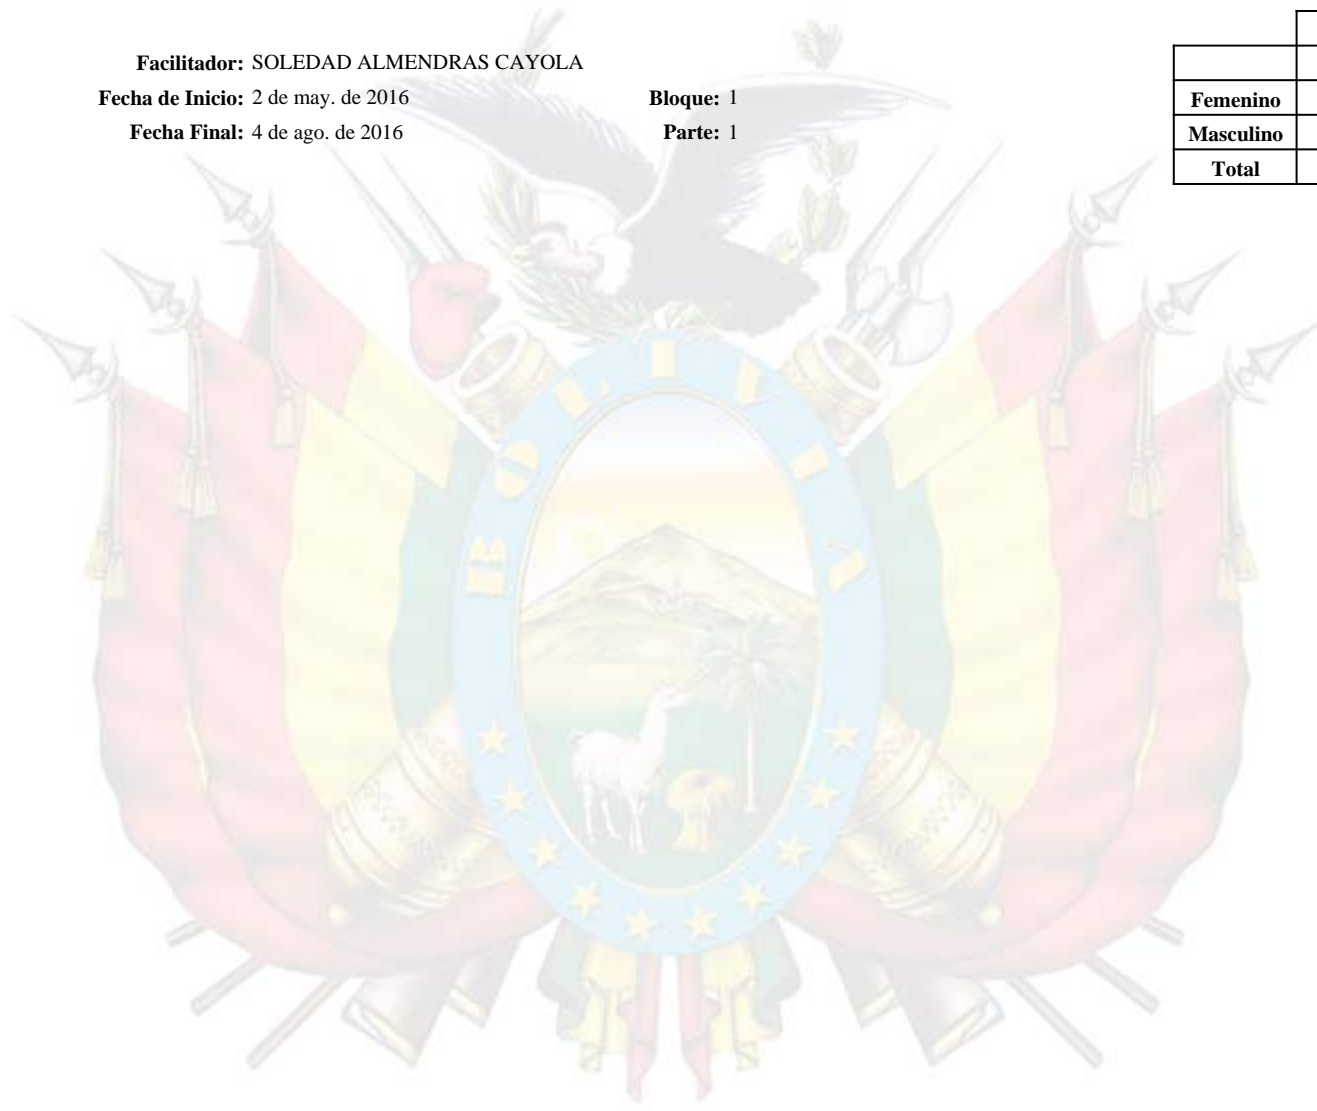 Facilitador: SOLEDAD ALMENDRAS CAYOLA
Fecha de Inicio: 2 de may. de 2016 Bloque: 1
Fecha Final: 4 de ago. de 2016 Parte: 1
Femenino
Masculino
Total
BOLIVIA